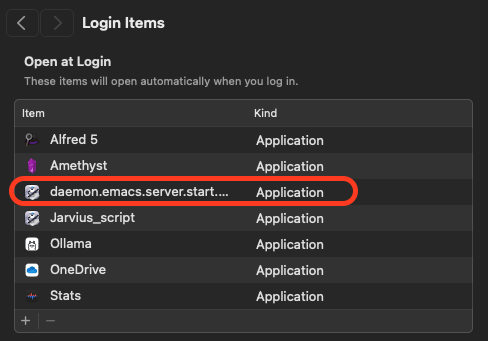 Login Items
Open at Login
These items will open automatically when you log in.
Item Kind
Alfred 5 Application
Amethyst Application
daemon.emacs.server.start.... Application
Jarvius_script Application
Ollama Application
OneDrive Application
Stats Application